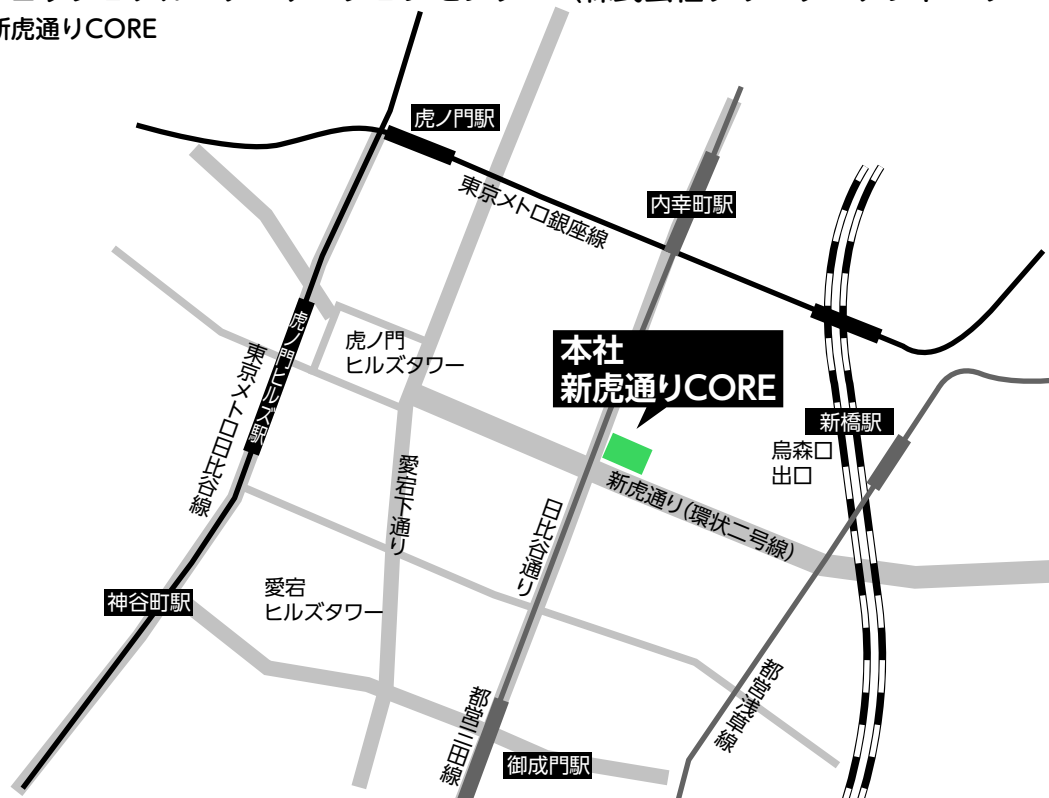 新虎通りCORE
虎ノ門駅
東京メトロ銀座線
内幸町駅
虎ノ門ヒルズ駅
虎ノ門
ヒルズタワー
本社
新虎通りCORE
新橋駅
烏森口
出口
東京メトロ日比谷線
愛宕下通り
新虎通り(環状二号線)
日比谷通り
神谷町駅
愛宕
ヒルズタワー
都営三田線
都営浅草線
御成門駅